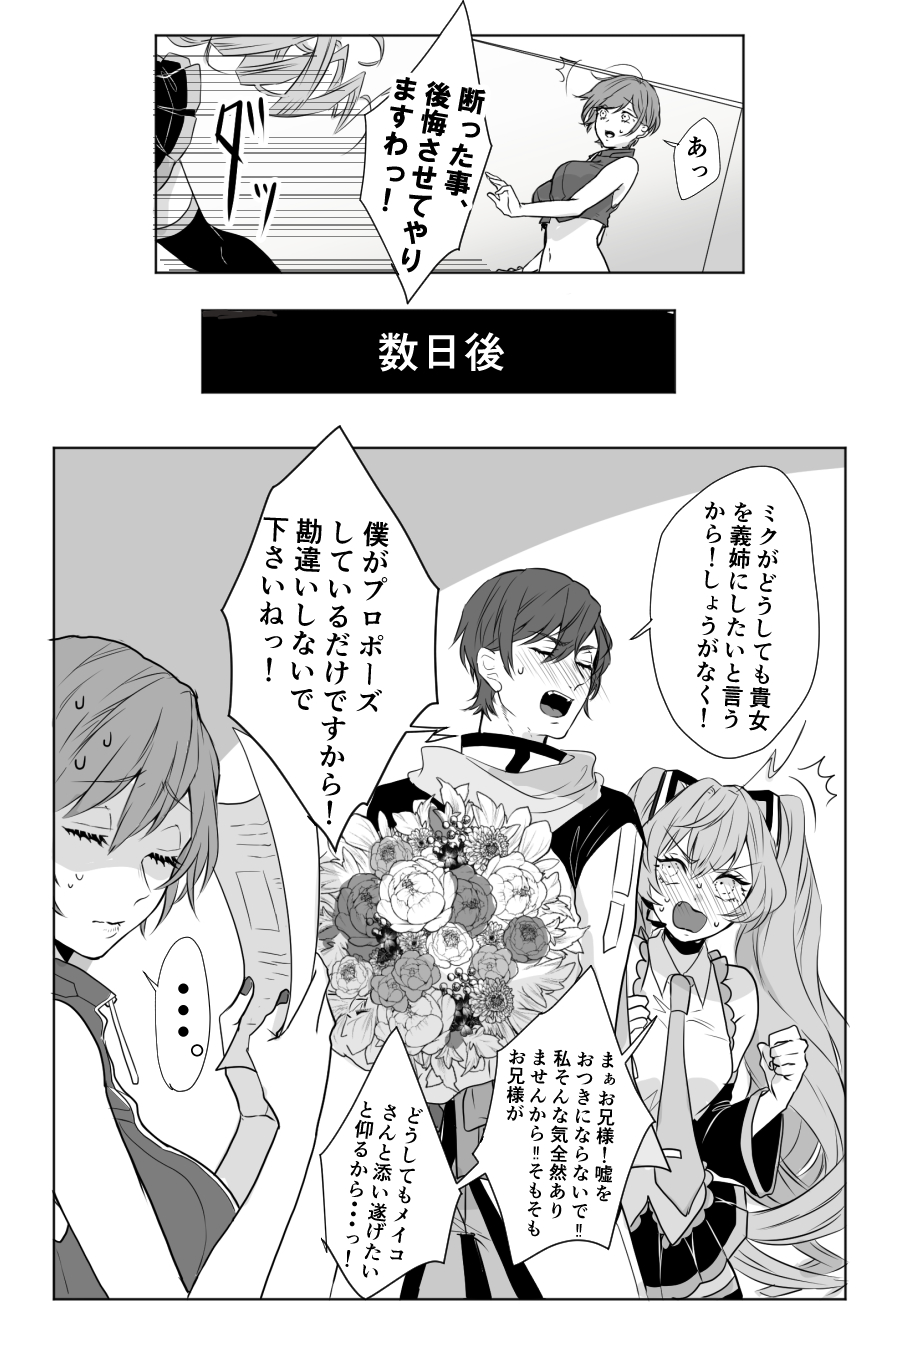 あっ
断った事、
後悔させてやり
ますわっ！
ダッ
数日後
ミクがどうしても貴女
を義姉にしたいと言う
から！しょうがなく！
僕がプロポーズ
しているだけですから！
勘違いしないで
下さいねっ！
まぁお兄様！嘘を
おつきにならないで‼
私そんな気全然あり
ませんから‼そもそも
お兄様が
どうしてもメイコ
さんと添い遂げたい
と仰るから・・・っ！
・・・。